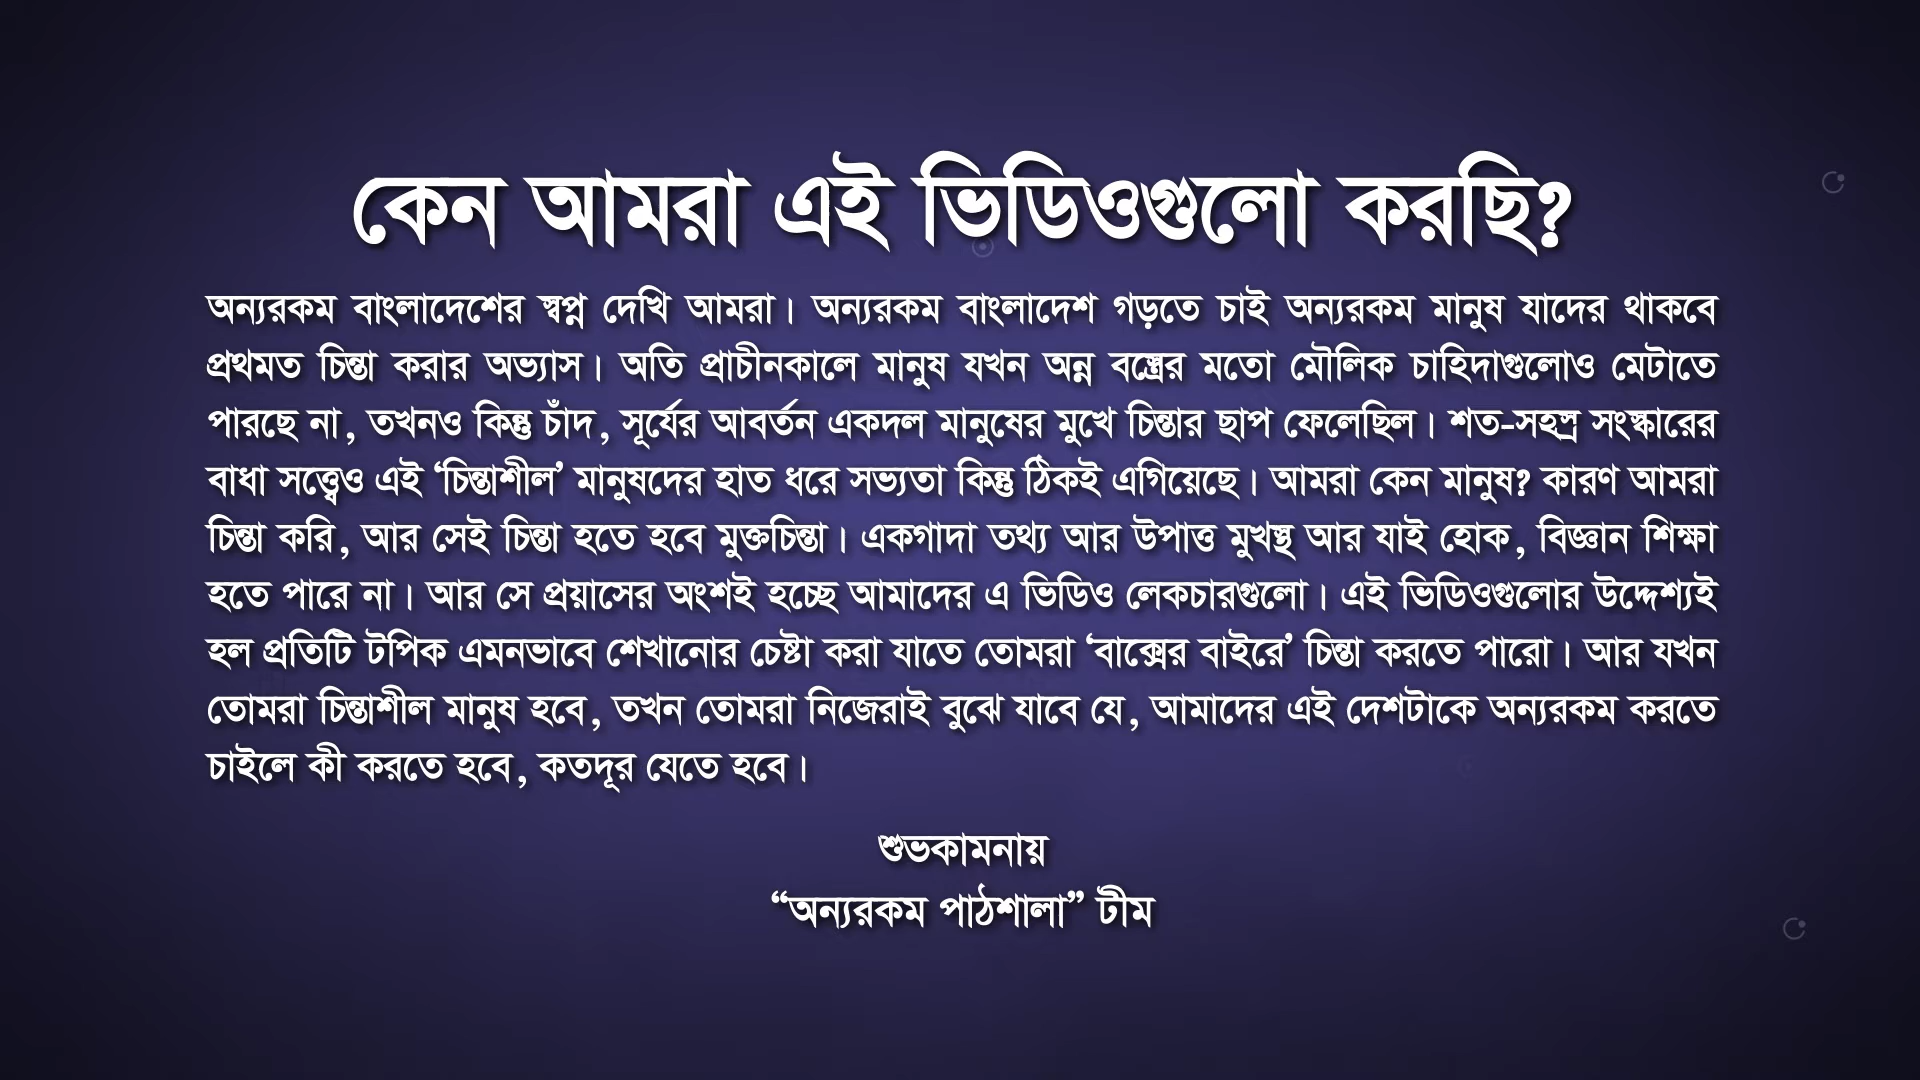 কেন আমরা এই ভিডিওগুলো করছি?
অন্যরকম বাংলাদেশের স্বপ্ন দেখি আমরা। অন্যরকম বাংলাদেশ গড়তে চাই অন্যরকম মানুষ যাদের থাকবে
প্রথমত চিন্তা করার অভ্যাস। অতি প্রাচীনকালে মানুষ যখন অন্ন বস্ত্রের মতো মৌলিক চাহিদাগুলোও মেটাতে
পারছে না, তখনও কিন্তু চাঁদ, সূর্যের আবর্তন একদল মানুষের মুখে চিন্তার ছাপ ফেলেছিল। শত-সহস্র সংস্কারের
বাধা সত্ত্বেও এই ‘চিন্তাশীল’ মানুষদের হাত ধরে সভ্যতা কিন্তু ঠিকই এগিয়েছে। আমরা কেন মানুষ? কারণ আমরা
চিন্তা করি, আর সেই চিন্তা হতে হবে মুক্তচিন্তা। একগাদা তথ্য আর উপাত্ত মুখস্থ আর যাই হোক, বিজ্ঞান শিক্ষা
হতে পারে না। আর সে প্রয়াসের অংশই হচ্ছে আমাদের এ ভিডিও লেকচারগুলো। এই ভিডিওগুলোর উদ্দেশ্যই
হল প্রতিটি টপিক এমনভাবে শেখানোর চেষ্টা করা যাতে তোমরা ‘বাক্সের বাইরে’ চিন্তা করতে পারো। আর যখন
তোমরা চিন্তাশীল মানুষ হবে, তখন তোমরা নিজেরাই বুঝে যাবে যে, আমাদের এই দেশটাকে অন্যরকম করতে
চাইলে কী করতে হবে, কতদূর যেতে হবে।
শুভকামনায়
“অন্যরকম পাঠশালা” টীম